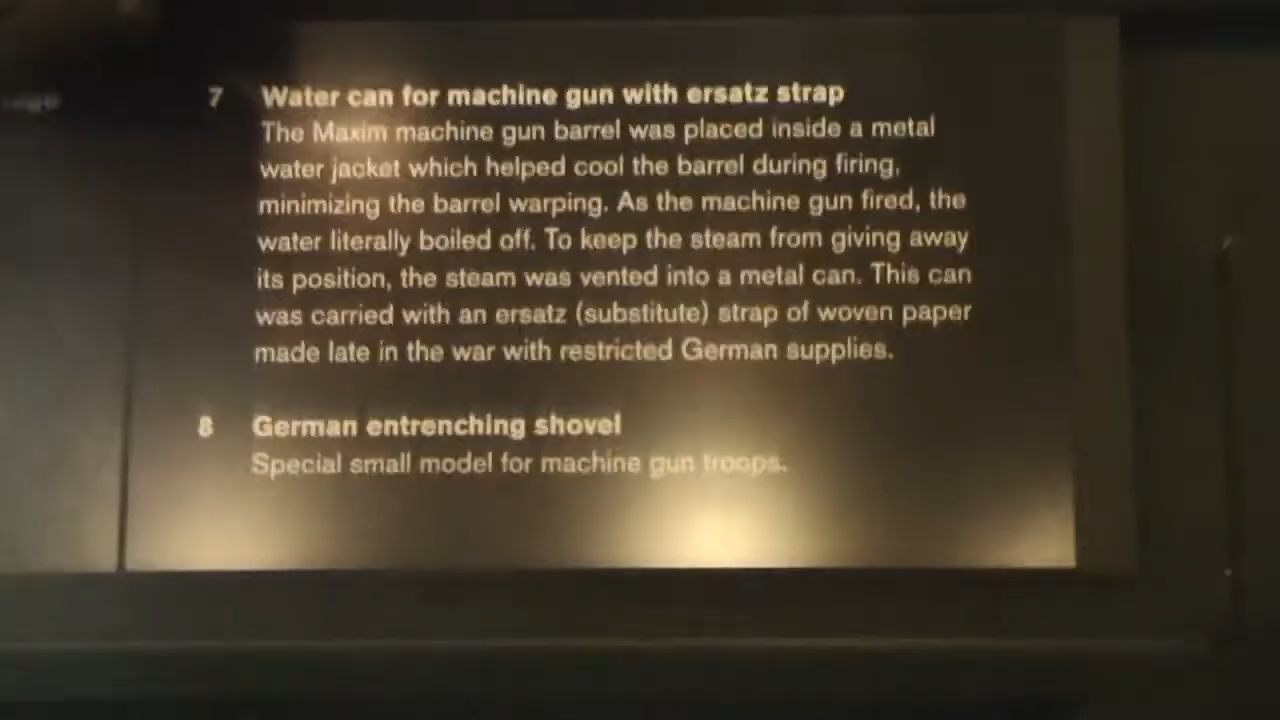 7 Water can for machine gun with ersatz strap
The Maxim machine gun barrel was placed inside a metal
water jacket which helped cool the barrel during firing,
minimizing the barrel warping. As the machine gun fired, the
water literally boiled off. To keep the steam from giving away
its position, the steam was vented into a metal can. This can
was carried with an ersatz (substitute) strap of woven paper
made late in the war with restricted German supplies.
8 German entrenching shovel
Special small model for machine gun troops.